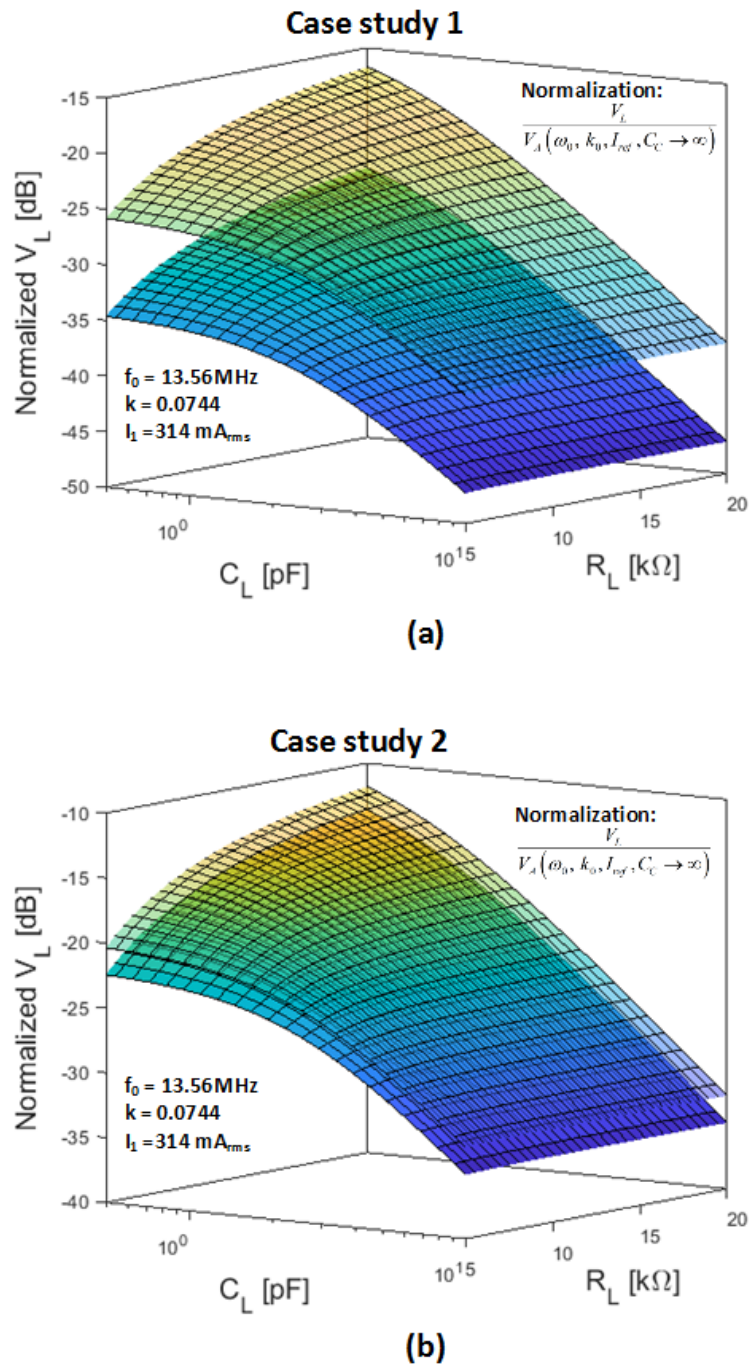 Case study 1
Normalization:
V_L
V_A(ω_0, k_0, I_ref, C_C → ∞)
-15
-20
-25
-30
-35
-40
-45
-50
Normalized V_L [dB]
f_0 = 13.56MHz
k = 0.0744
I_1 =314 mA_rms
10^0
10^15
C_L [pF]
10
15
20
R_L [kΩ]
(a)
Case study 2
Normalization:
V_L
V_A(ω_0, k_0, I_ref, C_C → ∞)
-10
-15
-20
-25
-30
-35
-40
Normalized V_L [dB]
f_0 = 13.56MHz
k = 0.0744
I_1 =314 mA_rms
10^0
10^15
C_L [pF]
10
15
20
R_L [kΩ]
(b)